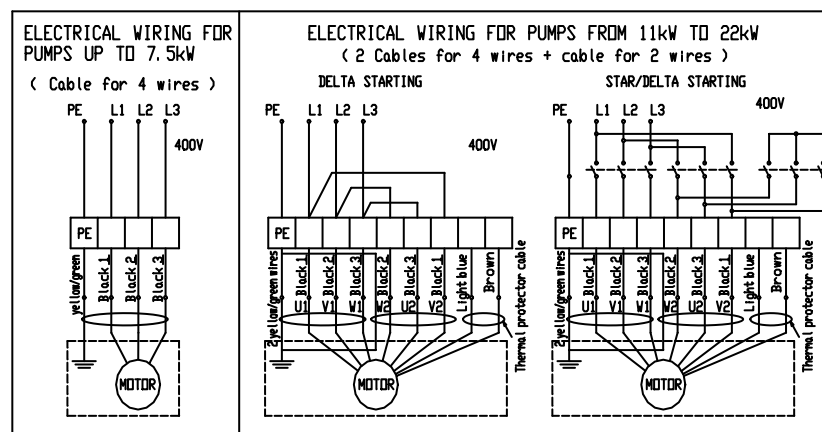 ELECTRICAL WIRING FOR
PUMPS UP TO 7.5kW
( Cable for 4 wires )
PE L1 L2 L3
400V
PE
yellow/green
Black 1
Black 2
Black 3
MOTOR
ELECTRICAL WIRING FOR PUMPS FROM 11kW TO 22kW
( 2 Cables for 4 wires + cable for 2 wires )
DELTA STARTING
PE L1 L2 L3
400V
PE
2 yellow/green wires
Black 1
Black 2
Black 3
Black 2
Black 3
Black 1
Light blue
Brown
U1 V1 W1 W2 U2 V2
Thermal protector cable
MOTOR
STAR/DELTA STARTING
PE L1 L2 L3
400V
PE
2 yellow/green wires
Black 1
Black 2
Black 3
Black 2
Black 3
Black 1
Light blue
Brown
U1 V1 W1 W2 U2 V2
Thermal protector cable
MOTOR